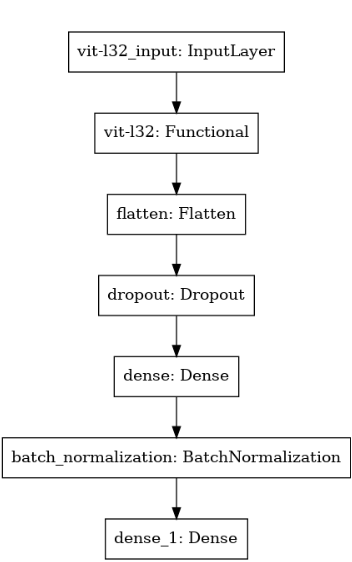 vit-l32_input: InputLayer
vit-l32: Functional
flatten: Flatten
dropout: Dropout
dense: Dense
batch_normalization: BatchNormalization
dense_1: Dense